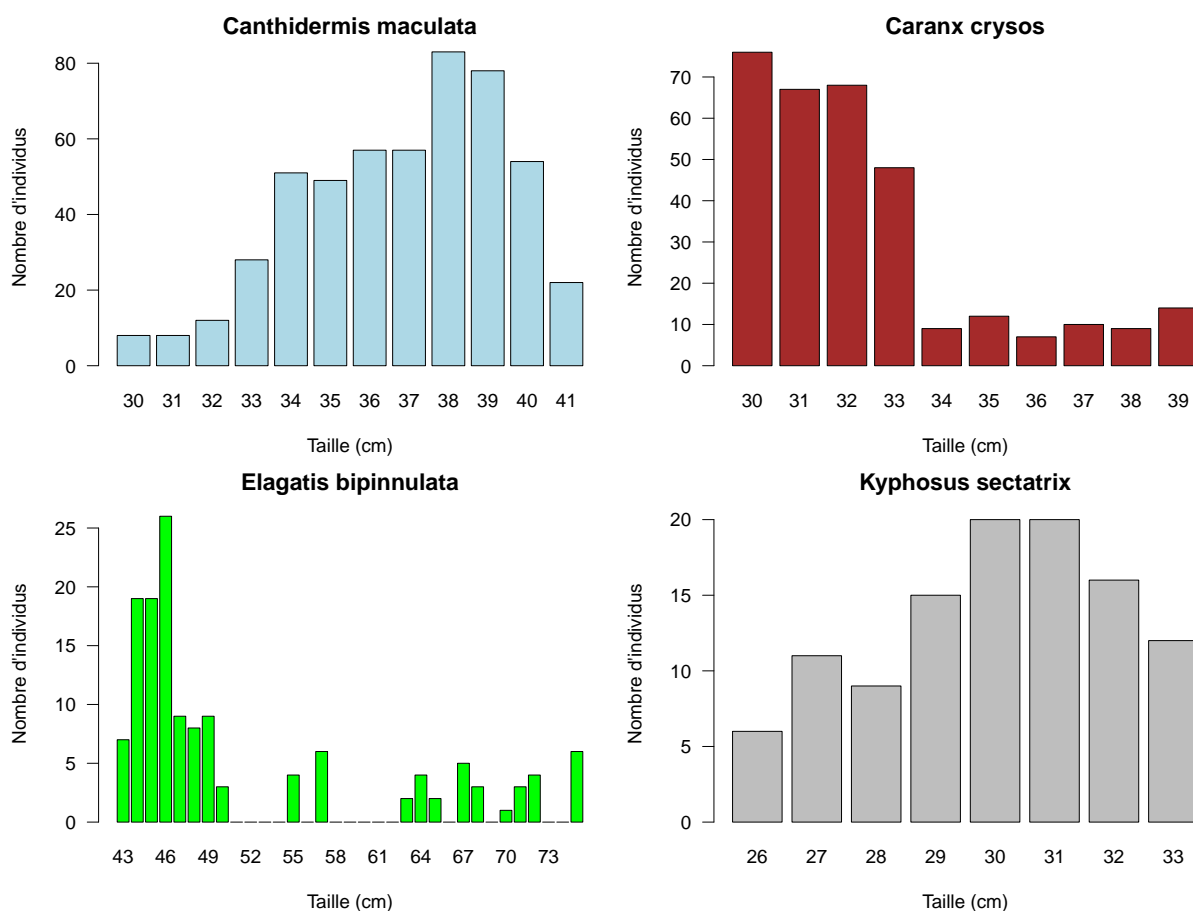 Canthidermis maculata
Nombre d'individus
80
60
40
20
0
30 31 32 33 34 35 36 37 38 39 40 41
Taille (cm)
Caranx crysos
Nombre d'individus
70
60
50
40
30
20
10
0
30 31 32 33 34 35 36 37 38 39
Taille (cm)
Elagatis bipinnulata
Nombre d'individus
25
20
15
10
5
0
43 46 49 52 55 58 61 64 67 70 73
Taille (cm)
Kyphosus sectatrix
Nombre d'individus
20
15
10
5
0
26 27 28 29 30 31 32 33
Taille (cm)